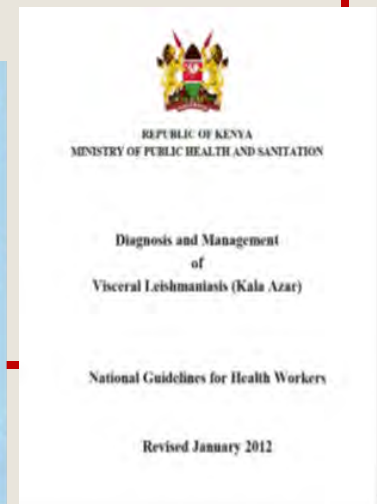 REPUBLIC OF KENYA
MINISTRY OF PUBLIC HEALTH AND SANITATION
Diagnosis and Management
of
Visceral Leishmaniasis (Kala Azar)
National Guidelines for Health Workers
Revised January 2012